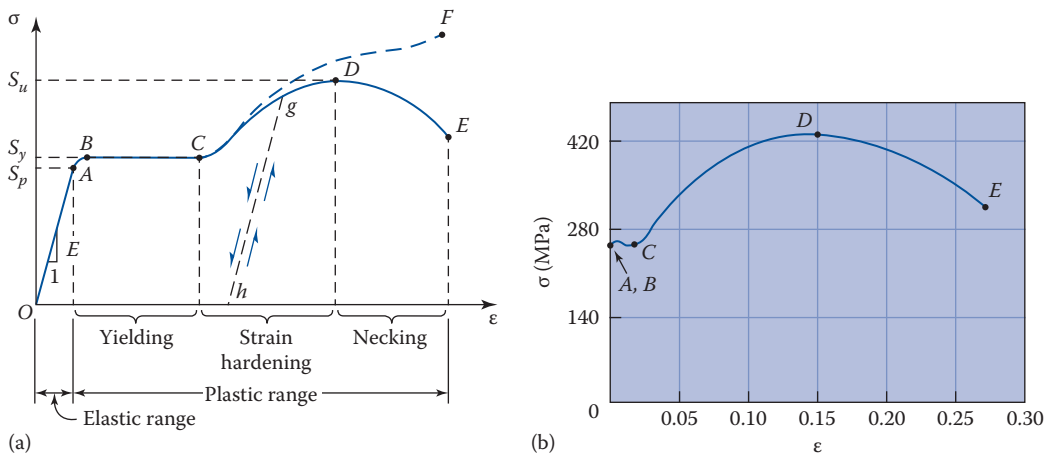 σ
F
D
S_u
g
E
B
C
S_y
S_p
A
E
1
h
O
ε
Yielding
Strain
hardening
Necking
Plastic range
Elastic range
(a)
D
420
E
σ (MPa)
280
C
A, B
140
0
0.05 0.10 0.15 0.20 0.25 0.30
ε
(b)